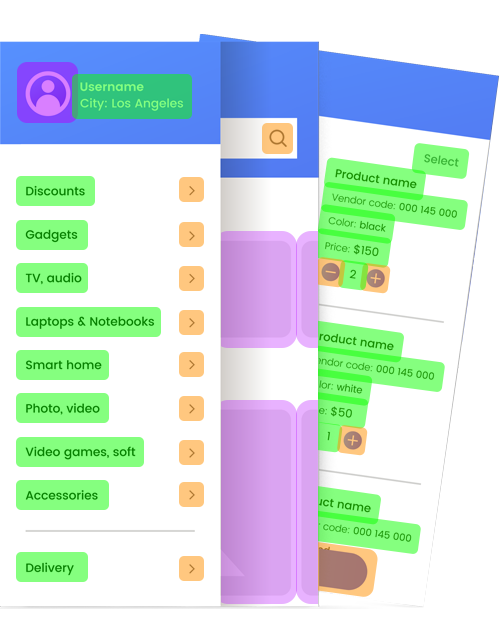 Username
City: Los Angeles
Discounts
Gadgets
TV, audio
Laptops & Notebooks
Smart home
Photo, video
Video games, soft
Accessories
Delivery
Select
Product name
Vendor code: 000 145 000
Color: black
Price: $150
2
roduct name
code: 000 145 000
lor: white
e: $50
1
uct name
code: 000 145 000